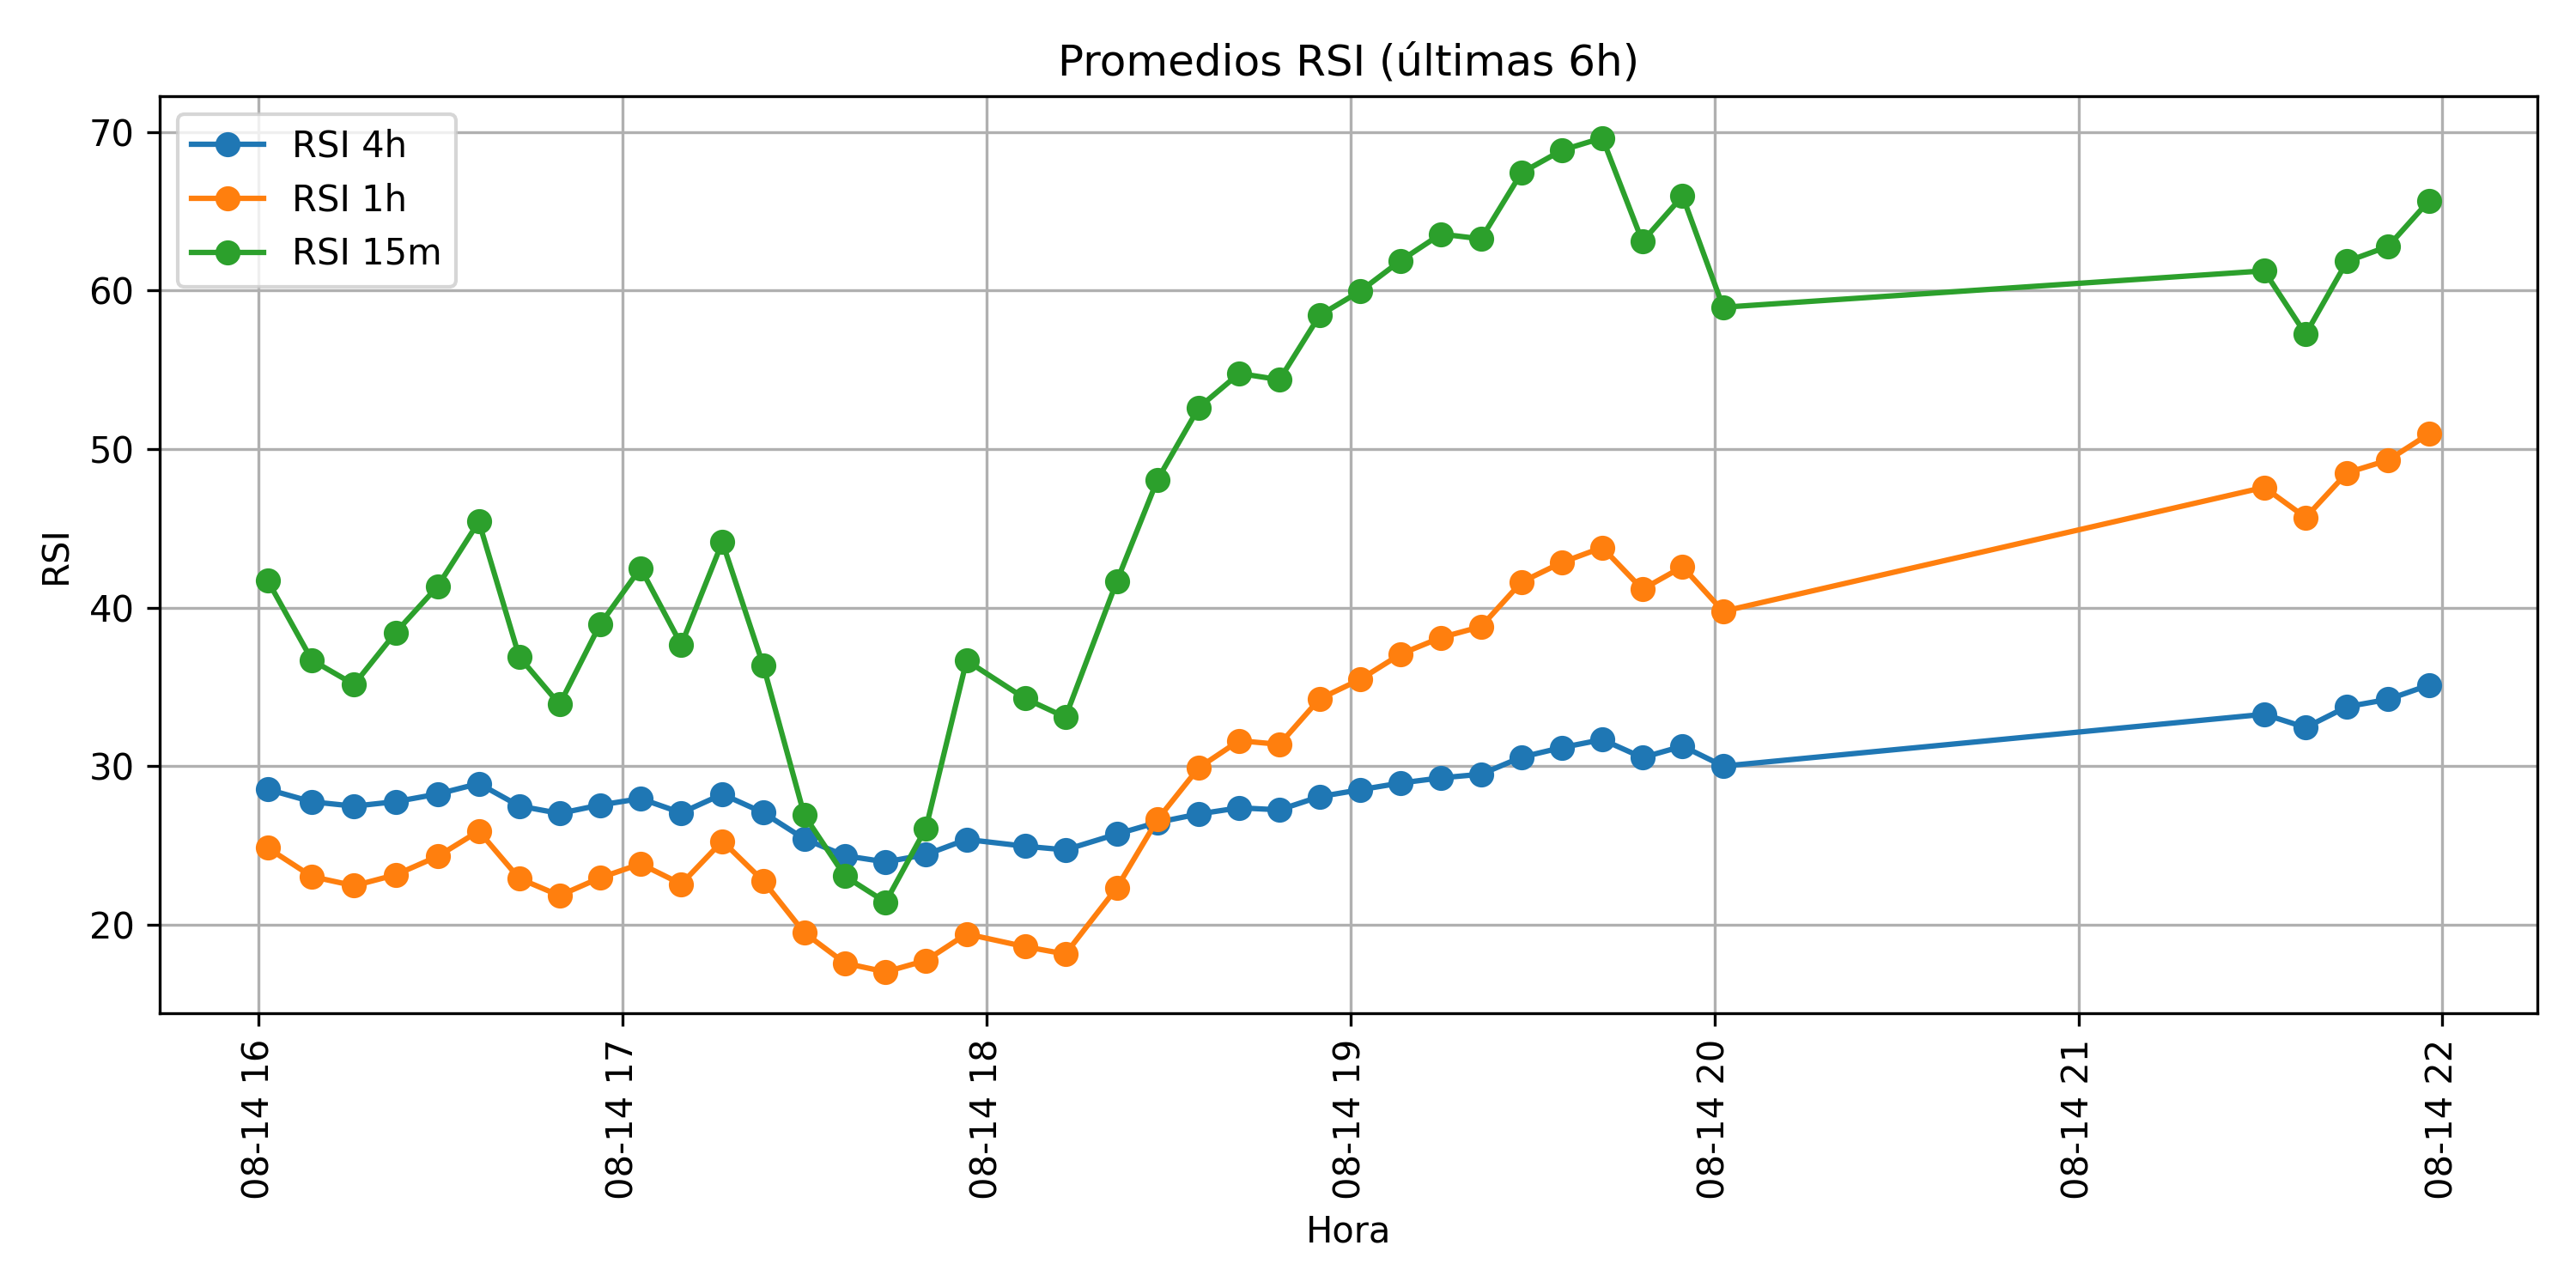 Promedios RSI (últimas 6h)
RSI 4h
RSI 1h
RSI 15m
RSI
70
60
50
40
30
20
08-14 16
08-14 17
08-14 18
08-14 19
08-14 20
08-14 21
08-14 22
Hora